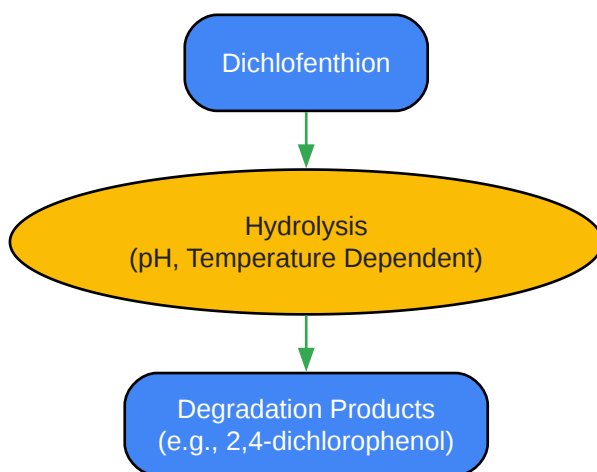 Dichlofenthion
Hydrolysis
(pH, Temperature Dependent)
Degradation Products
(e.g., 2,4-dichlorophenol)